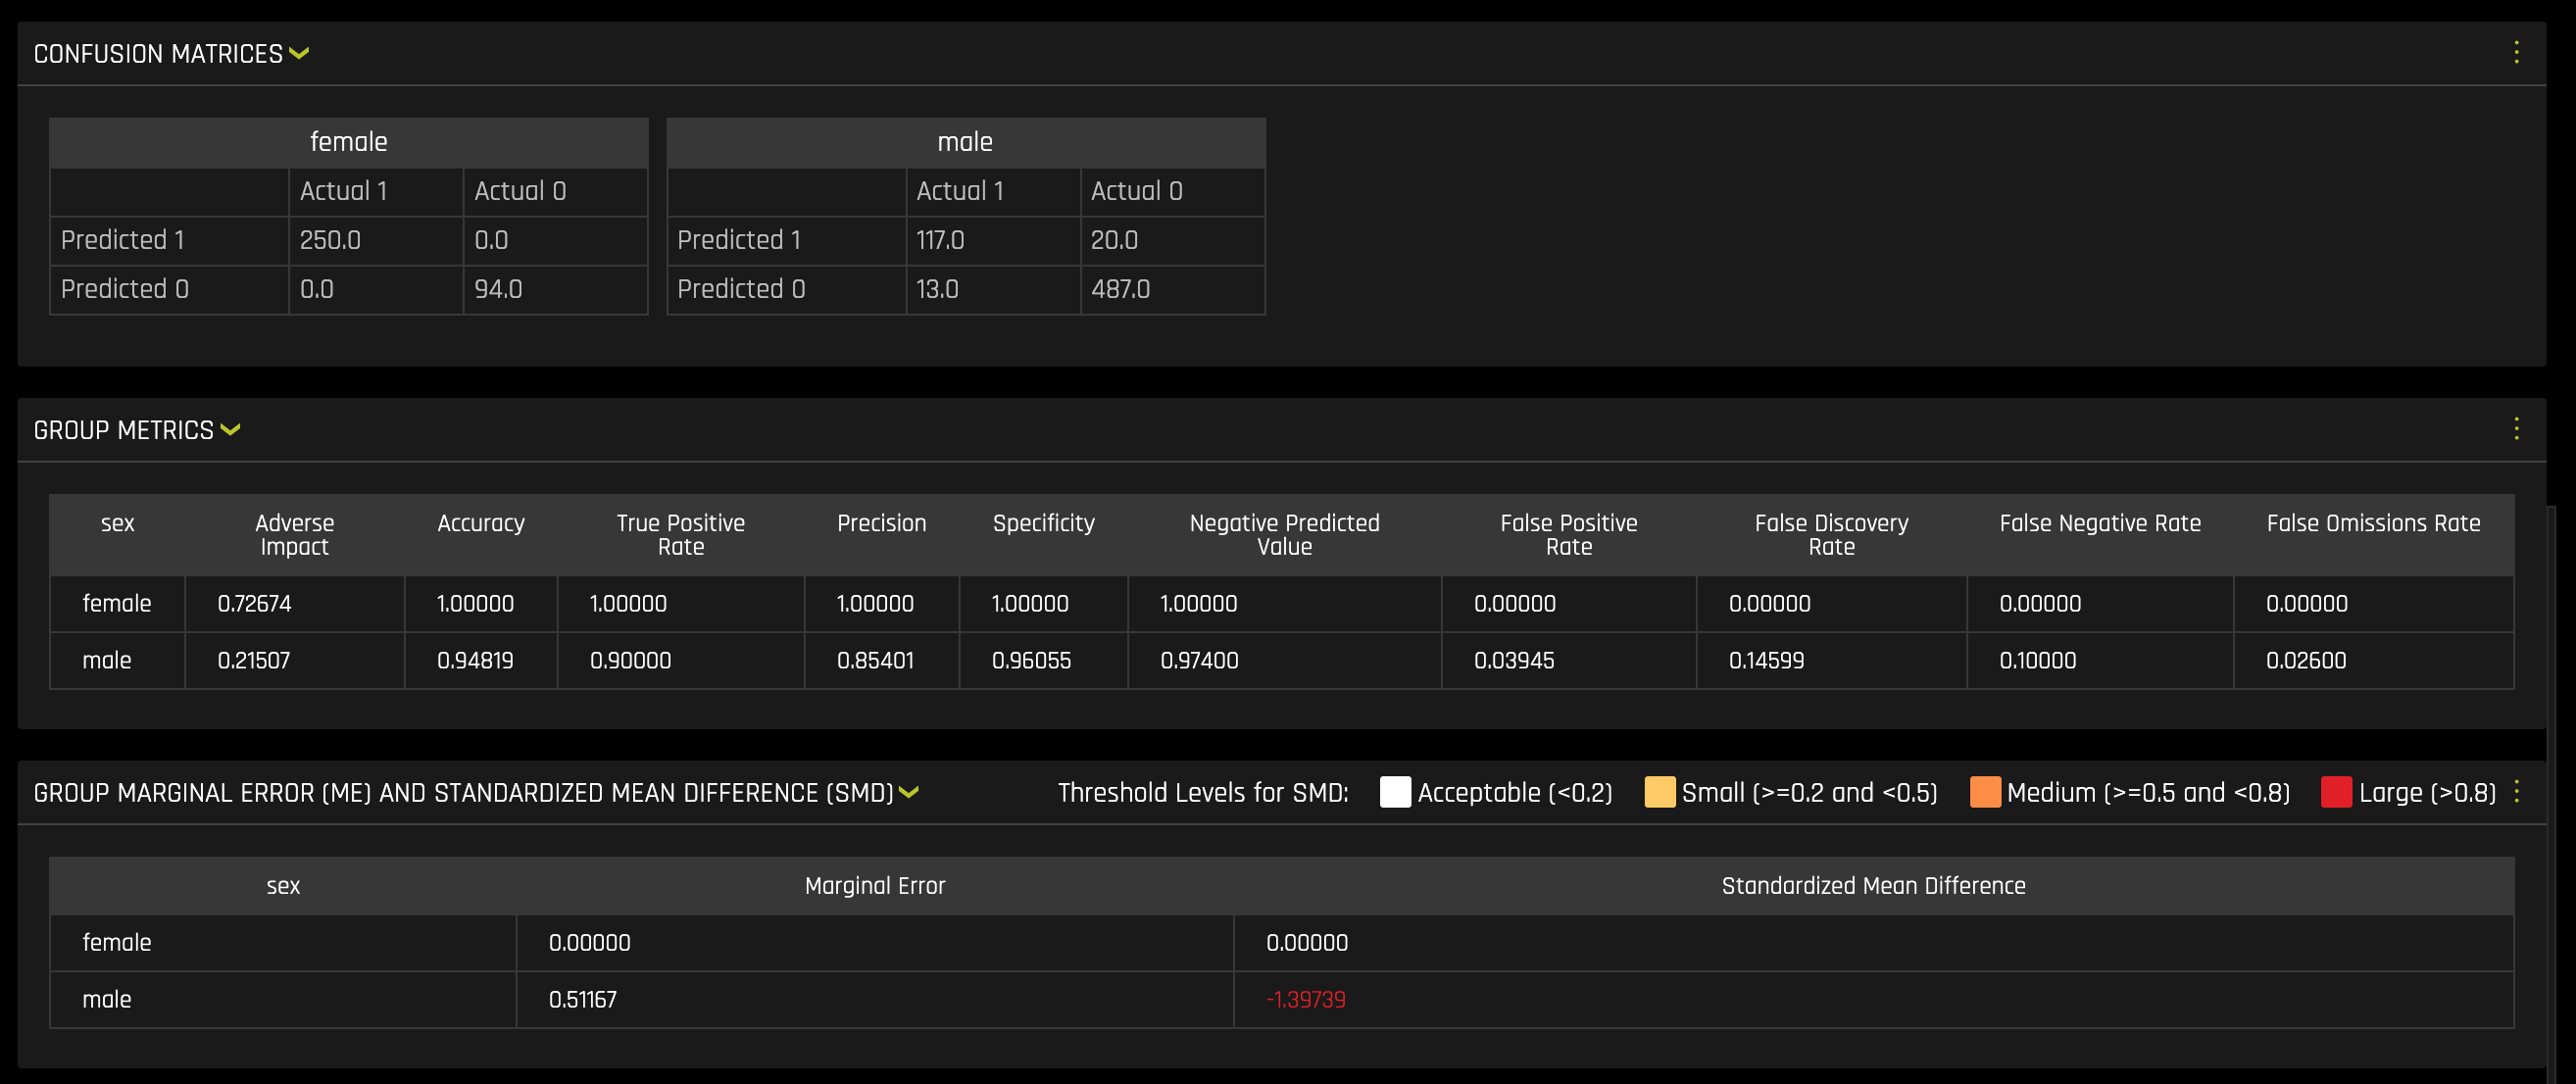 CONFUSION MATRICES
female
Actual 1 Actual 0
Predicted 1 250.0 0.0
Predicted 0 0.0 94.0
male
Actual 1 Actual 0
Predicted 1 117.0 20.0
Predicted 0 13.0 487.0
GROUP METRICS
sex Adverse Impact Accuracy True Positive Rate Precision Specificity Negative Predicted Value False Positive Rate False Discovery Rate False Negative Rate False Omissions Rate
female 0.72674 1.00000 1.00000 1.00000 1.00000 1.00000 0.00000 0.00000 0.00000 0.00000
male 0.21507 0.94819 0.90000 0.85401 0.96055 0.97400 0.03945 0.14599 0.10000 0.02600
GROUP MARGINAL ERROR (ME) AND STANDARDIZED MEAN DIFFERENCE (SMD) Threshold Levels for SMD: Acceptable (<0.2) Small (>=0.2 and <0.5) Medium (>=0.5 and <0.8) Large (>0.8)
sex Marginal Error Standardized Mean Difference
female 0.00000 0.00000
male 0.51167 -1.39739